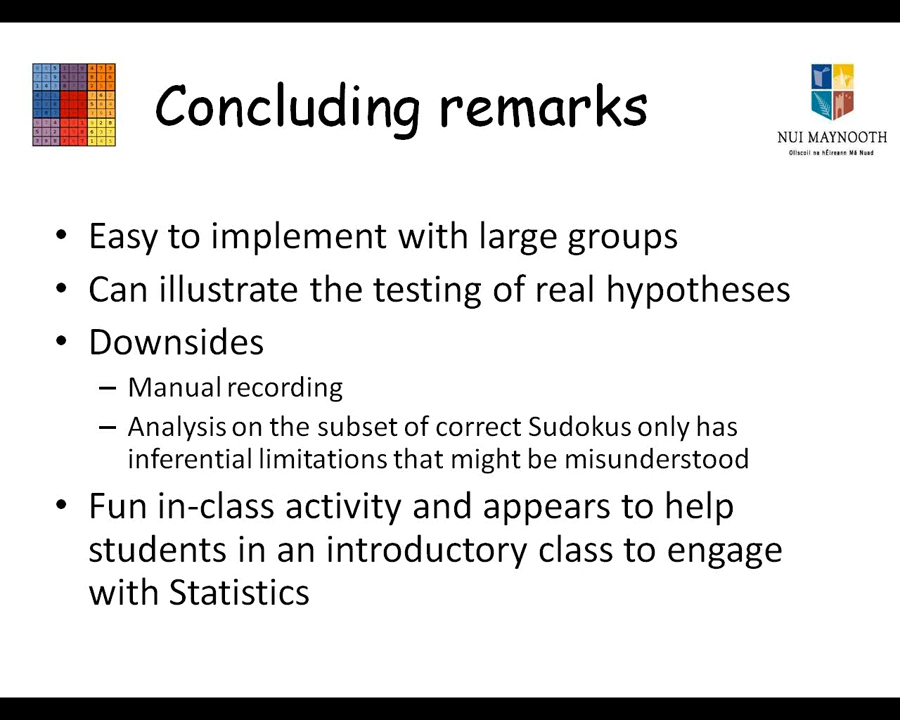 Concluding remarks
NUI MAYNOOTH
Ollscoil na hÉireann Má Nuad
• Easy to implement with large groups
• Can illustrate the testing of real hypotheses
• Downsides
– Manual recording
– Analysis on the subset of correct Sudokus only has
inferential limitations that might be misunderstood
• Fun in-class activity and appears to help
students in an introductory class to engage
with Statistics